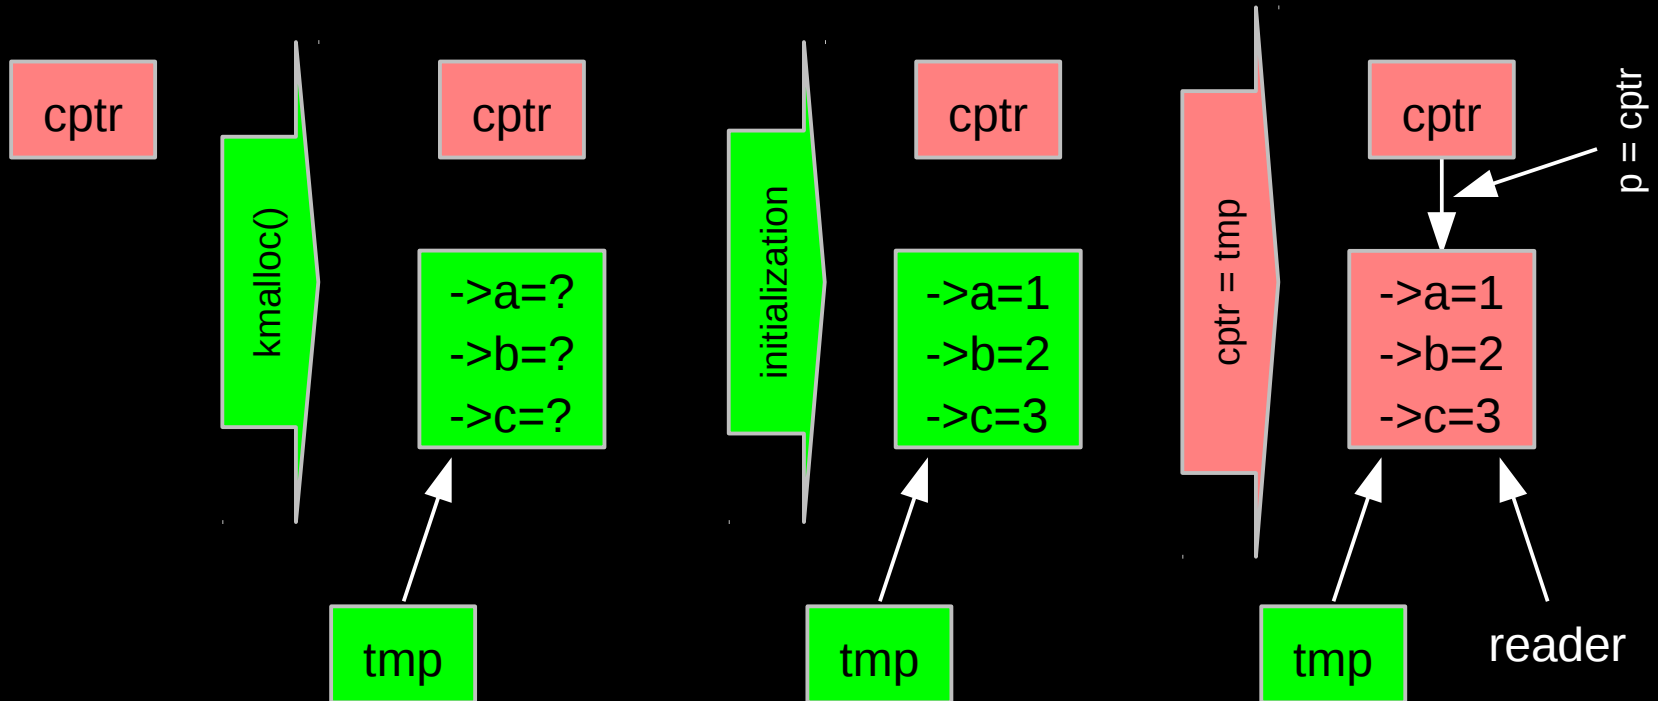 cptr
kmalloc()
cptr
->a=?
->b=?
->c=?
tmp
initialization
cptr
->a=1
->b=2
->c=3
tmp
cptr = tmp
cptr
p = cptr
->a=1
->b=2
->c=3
tmp
reader